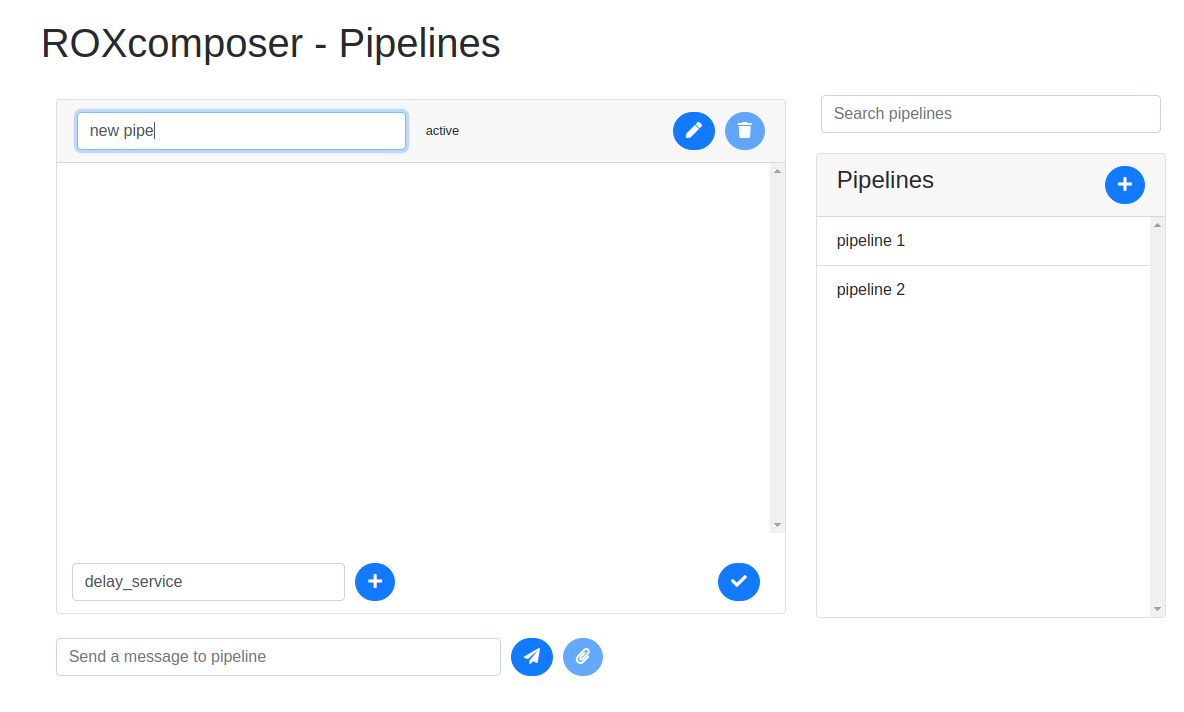 ROXcomposer - Pipelines
new pipe
active
delay_service
Send a message to pipeline
Search pipelines
Pipelines
pipeline 1
pipeline 2